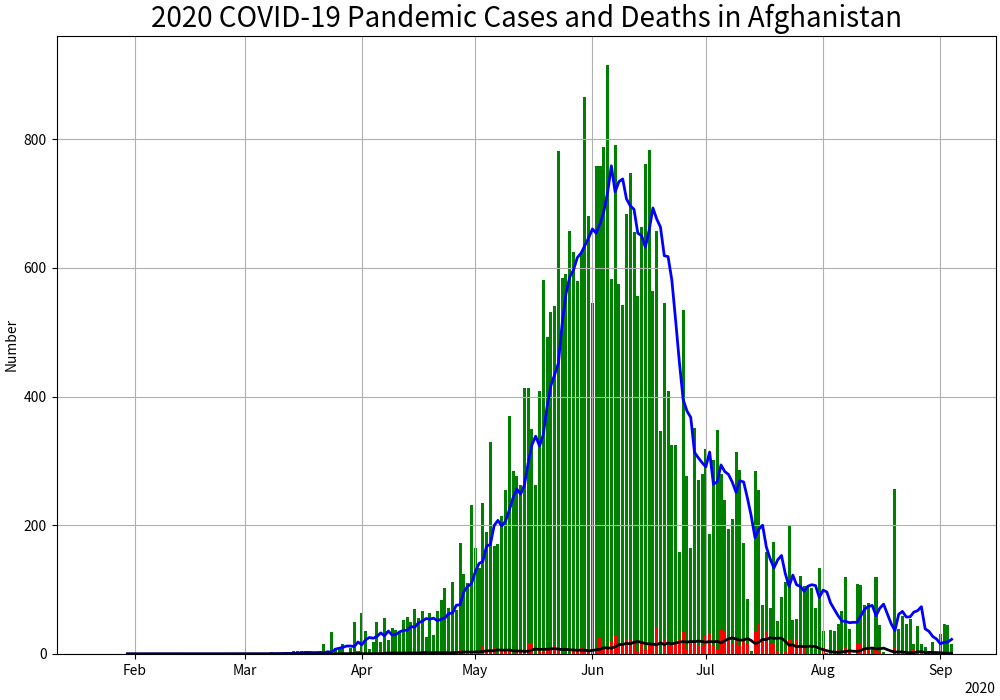 2020 COVID-19 Pandemic Cases and Deaths in Afghanistan
Number
800
600
400
200
0
Feb Mar Apr May Jun Jul Aug Sep
2020